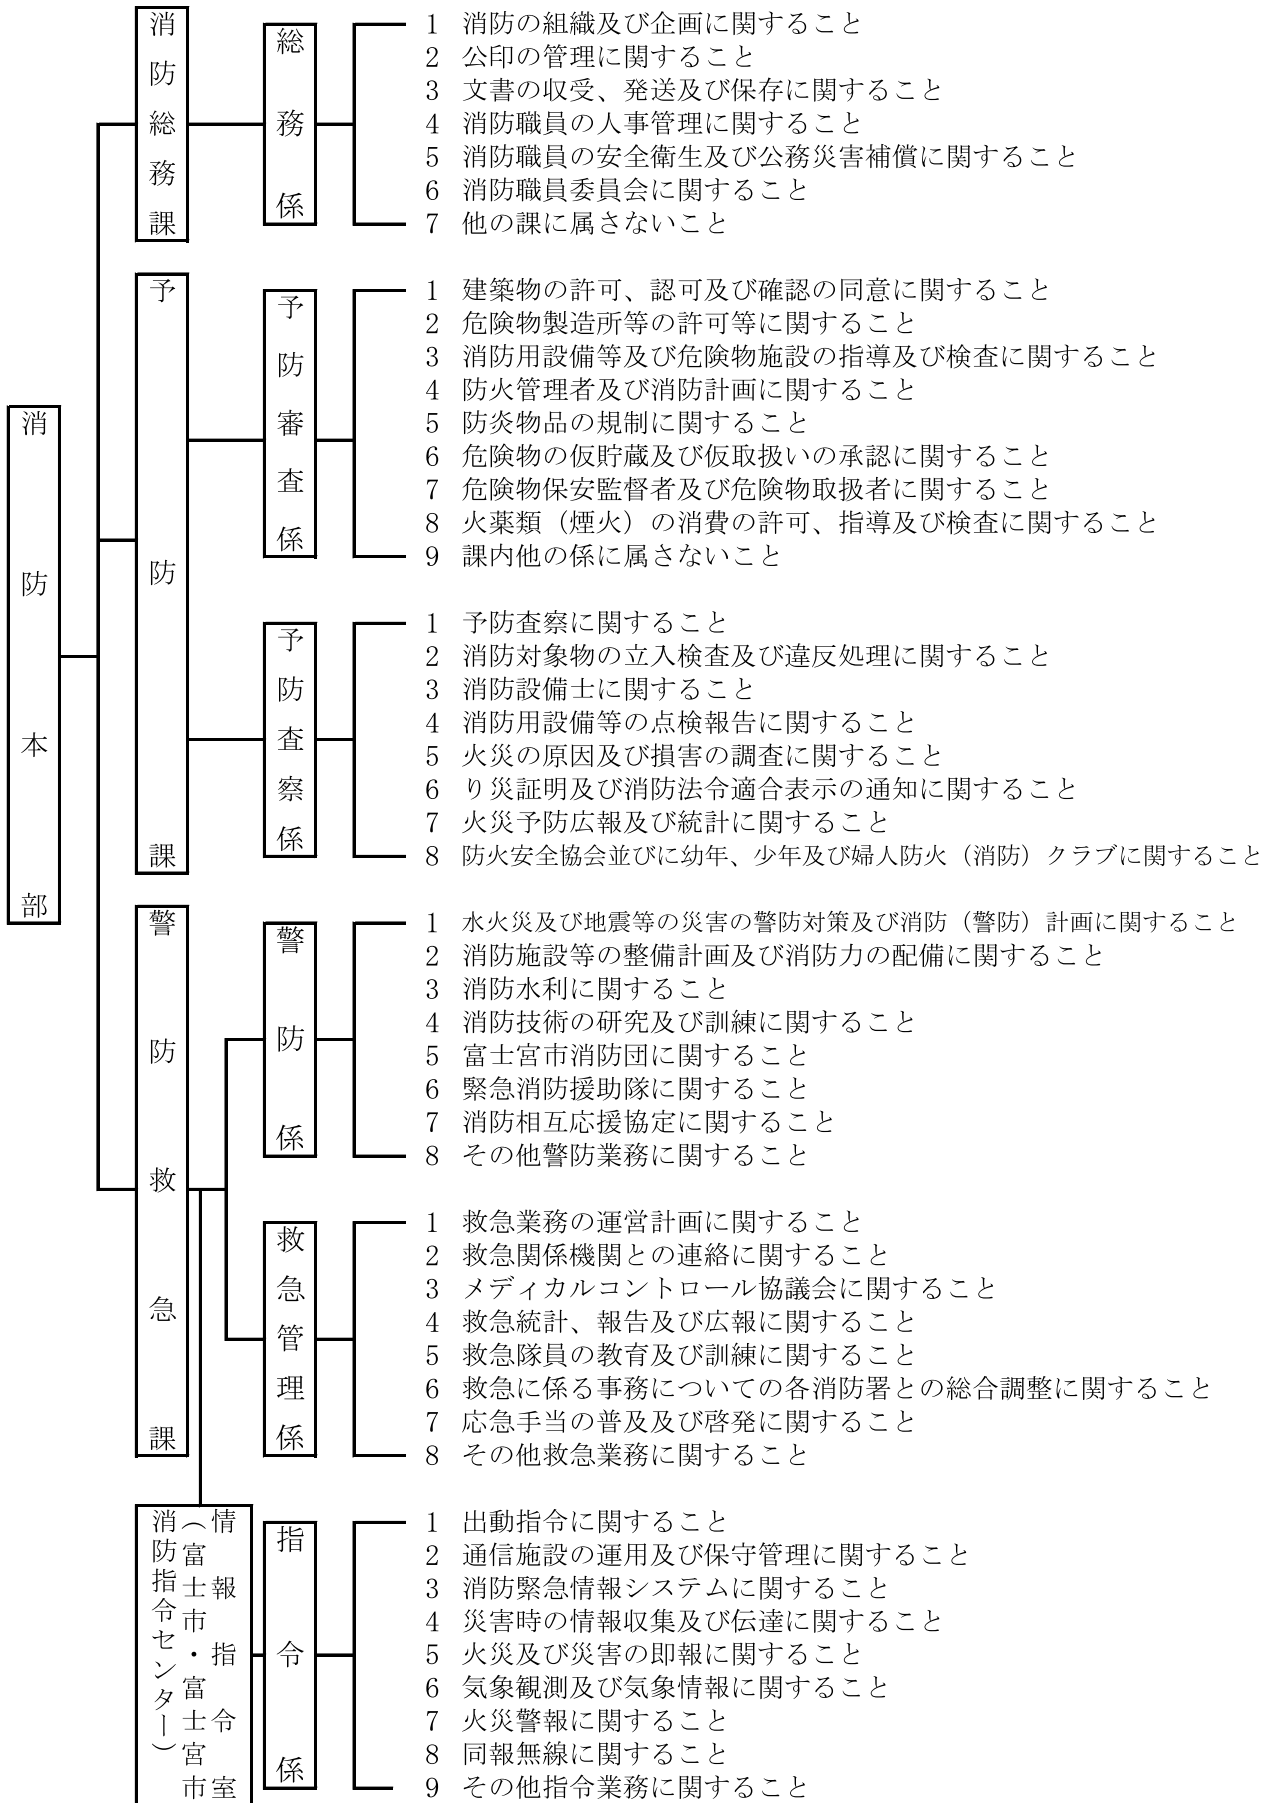 消防本部
消防総務課
総務係
1 消防の組織及び企画に関すること
2 公印の管理に関すること
3 文書の収受、発送及び保存に関すること
4 消防職員の人事管理に関すること
5 消防職員の安全衛生及び公務災害補償に関すること
6 消防職員委員会に関すること
7 他の課に属さないこと
予防課
予防審査係
1 建築物の許可、認可及び確認の同意に関すること
2 危険物製造所等の許可等に関すること
3 消防用設備等及び危険物施設の指導及び検査に関すること
4 防火管理者及び消防計画に関すること
5 防炎物品の規制に関すること
6 危険物の仮貯蔵及び仮取扱いの承認に関すること
7 危険物保安監督者及び危険物取扱者に関すること
8 火薬類（煙火）の消費の許可、指導及び検査に関すること
9 課内他の係に属さないこと
予防査察係
1 予防査察に関すること
2 消防対象物の立入検査及び違反処理に関すること
3 消防設備士に関すること
4 消防用設備等の点検報告に関すること
5 火災の原因及び損害の調査に関すること
6 り災証明及び消防法令適合表示の通知に関すること
7 火災予防広報及び統計に関すること
8 防火安全協会並びに幼年、少年及び婦人防火（消防）クラブに関すること
警防救急課
警防係
1 水火災及び地震等の災害の警防対策及び消防（警防）計画に関すること
2 消防施設等の整備計画及び消防力の配備に関すること
3 消防水利に関すること
4 消防技術の研究及び訓練に関すること
5 富士宮市消防団に関すること
6 緊急消防援助隊に関すること
7 消防相互応援協定に関すること
8 その他警防業務に関すること
救急管理係
1 救急業務の運営計画に関すること
2 救急関係機関との連絡に関すること
3 メディカルコントロール協議会に関すること
4 救急統計、報告及び広報に関すること
5 救急隊員の教育及び訓練に関すること
6 救急に係る事務についての各消防署との総合調整に関すること
7 応急手当の普及及び啓発に関すること
8 その他救急業務に関すること
情報指令室
（富士市・富士宮市
消防指令センター）
指令係
1 出動指令に関すること
2 通信施設の運用及び保守管理に関すること
3 消防緊急情報システムに関すること
4 災害時の情報収集及び伝達に関すること
5 火災及び災害の即報に関すること
6 気象観測及び気象情報に関すること
7 火災警報に関すること
8 同報無線に関すること
9 その他指令業務に関すること